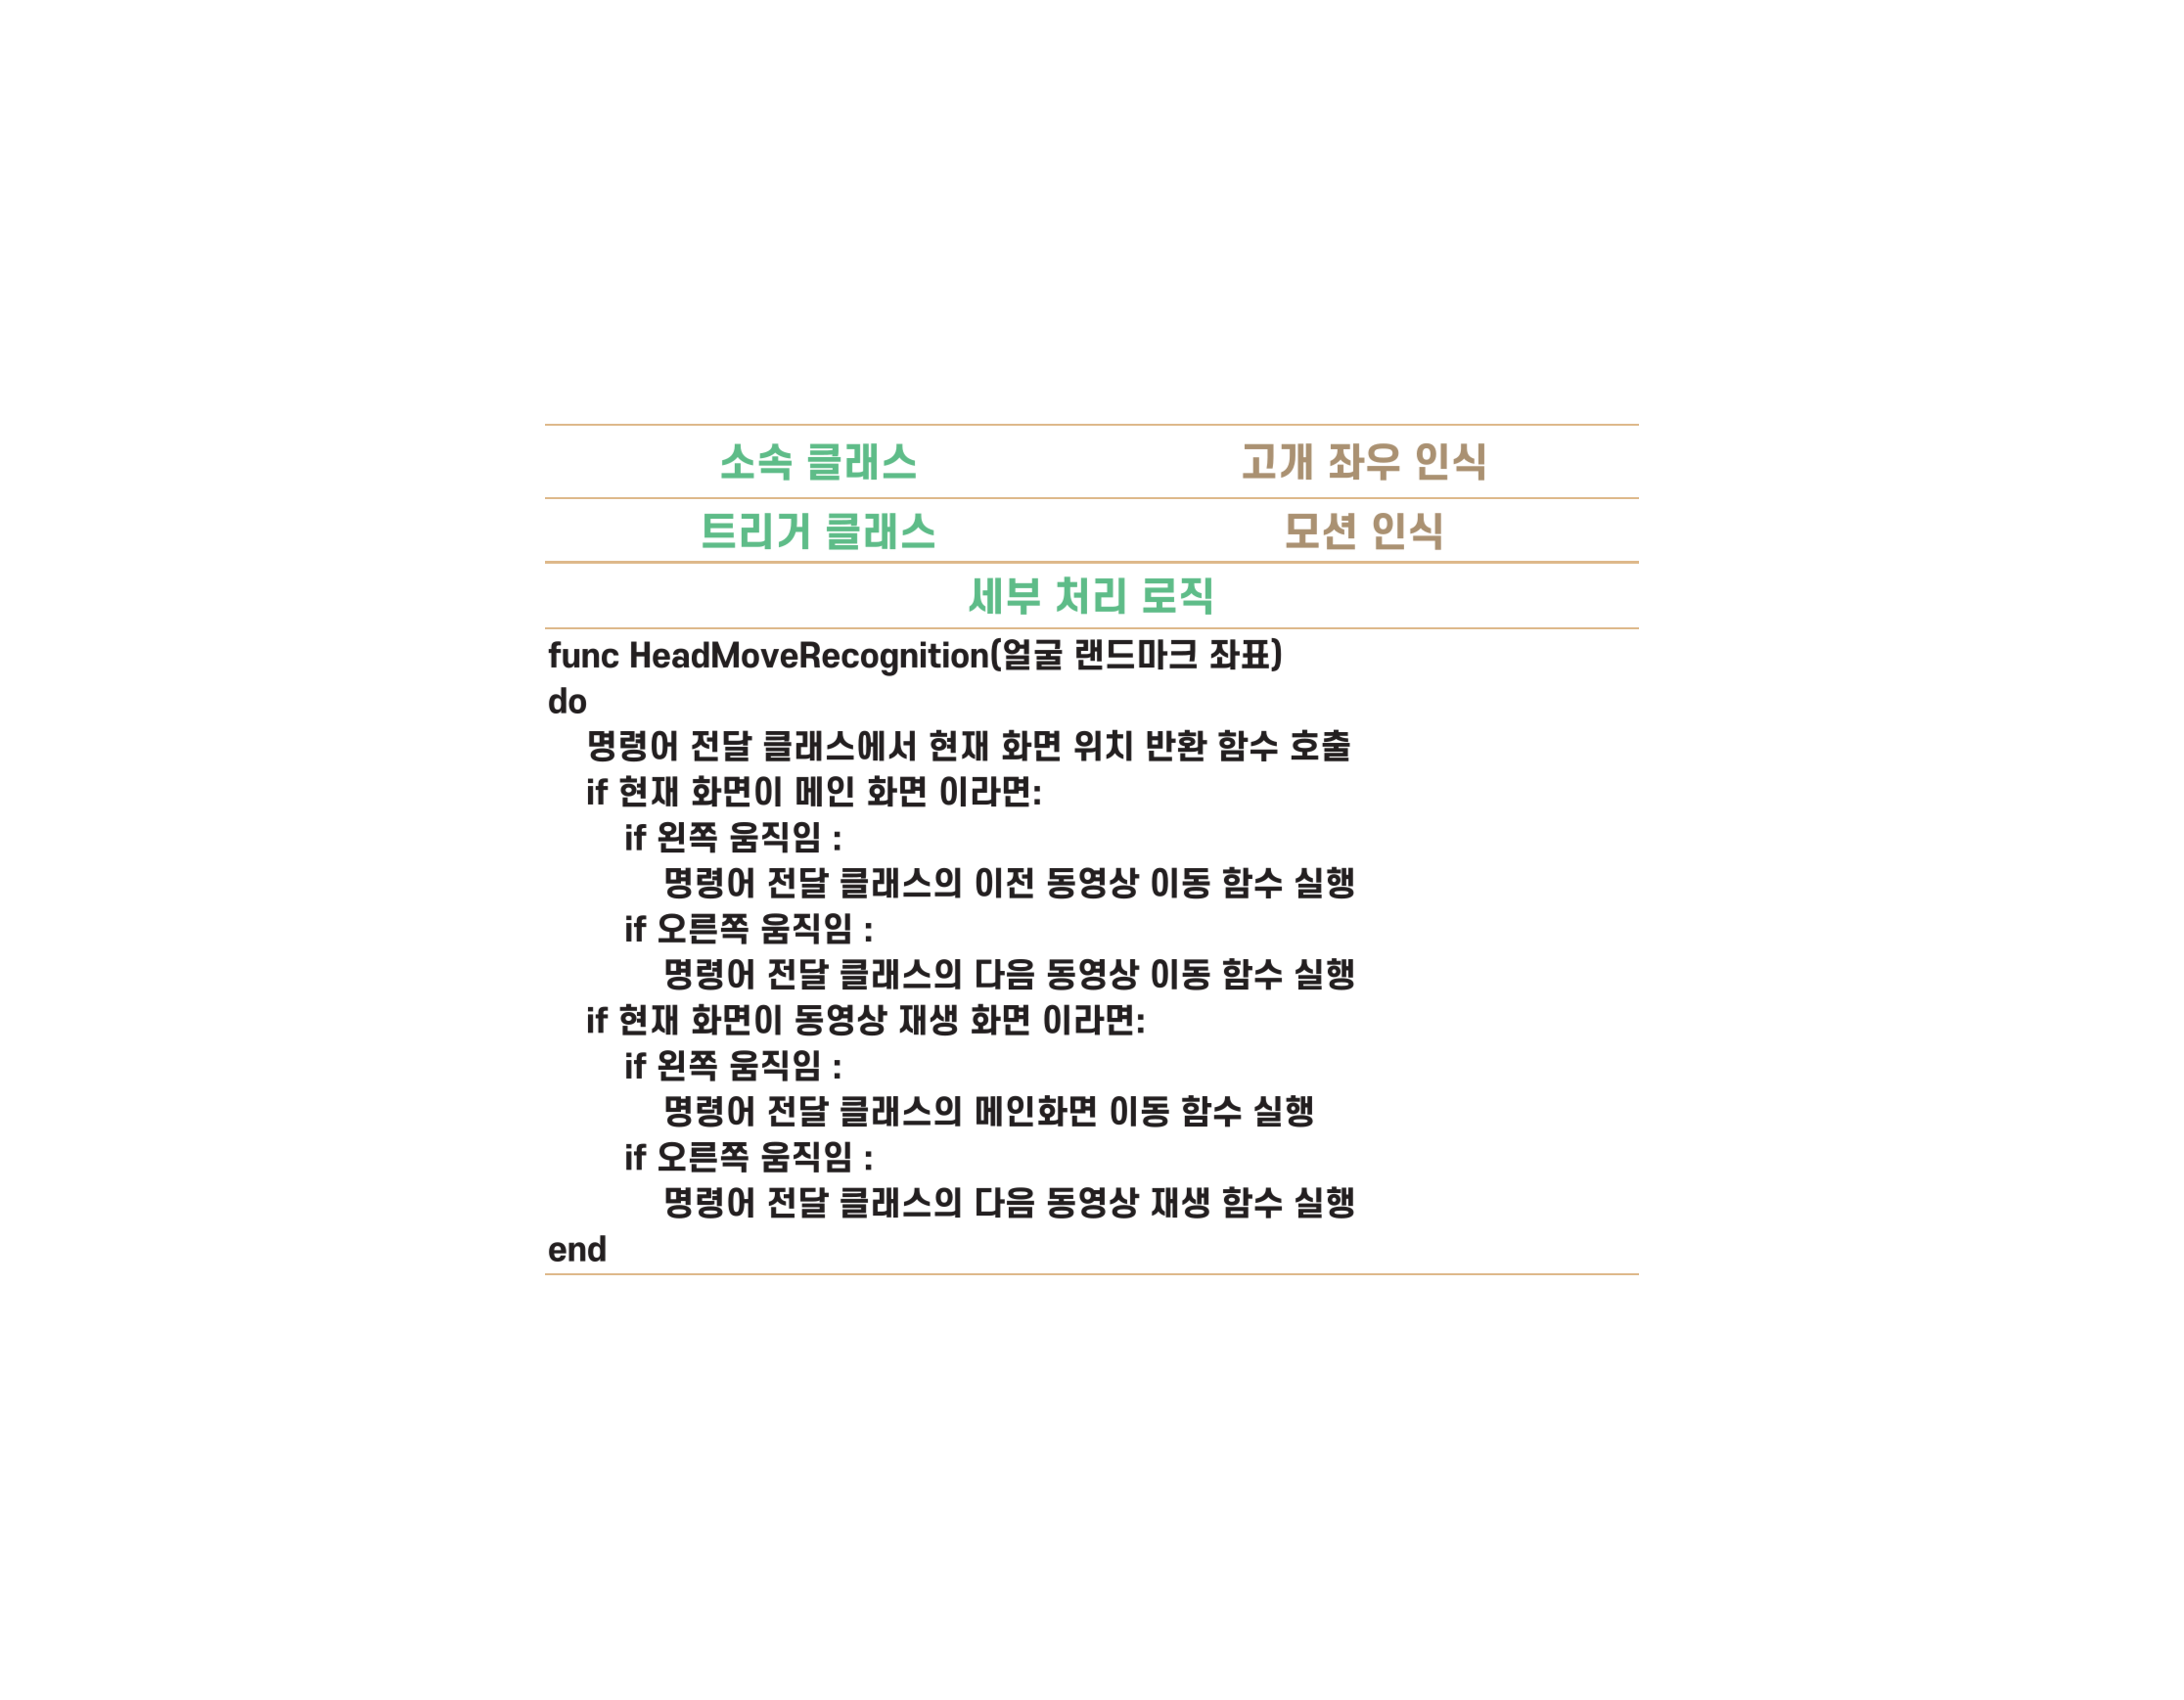 소속 클래스 고개 좌우 인식
트리거 클래스 모션 인식
세부 처리 로직
func HeadMoveRecognition(얼굴 랜드마크 좌표)
do
명령어 전달 클래스에서 현재 화면 위치 반환 함수 호출
if 현재 화면이 메인 화면 이라면:
if 왼쪽 움직임 :
명령어 전달 클래스의 이전 동영상 이동 함수 실행
if 오른쪽 움직임 :
명령어 전달 클래스의 다음 동영상 이동 함수 실행
if 현재 화면이 동영상 재생 화면 이라면:
if 왼쪽 움직임 :
명령어 전달 클래스의 메인화면 이동 함수 실행
if 오른쪽 움직임 :
명령어 전달 클래스의 다음 동영상 재생 함수 실행
end